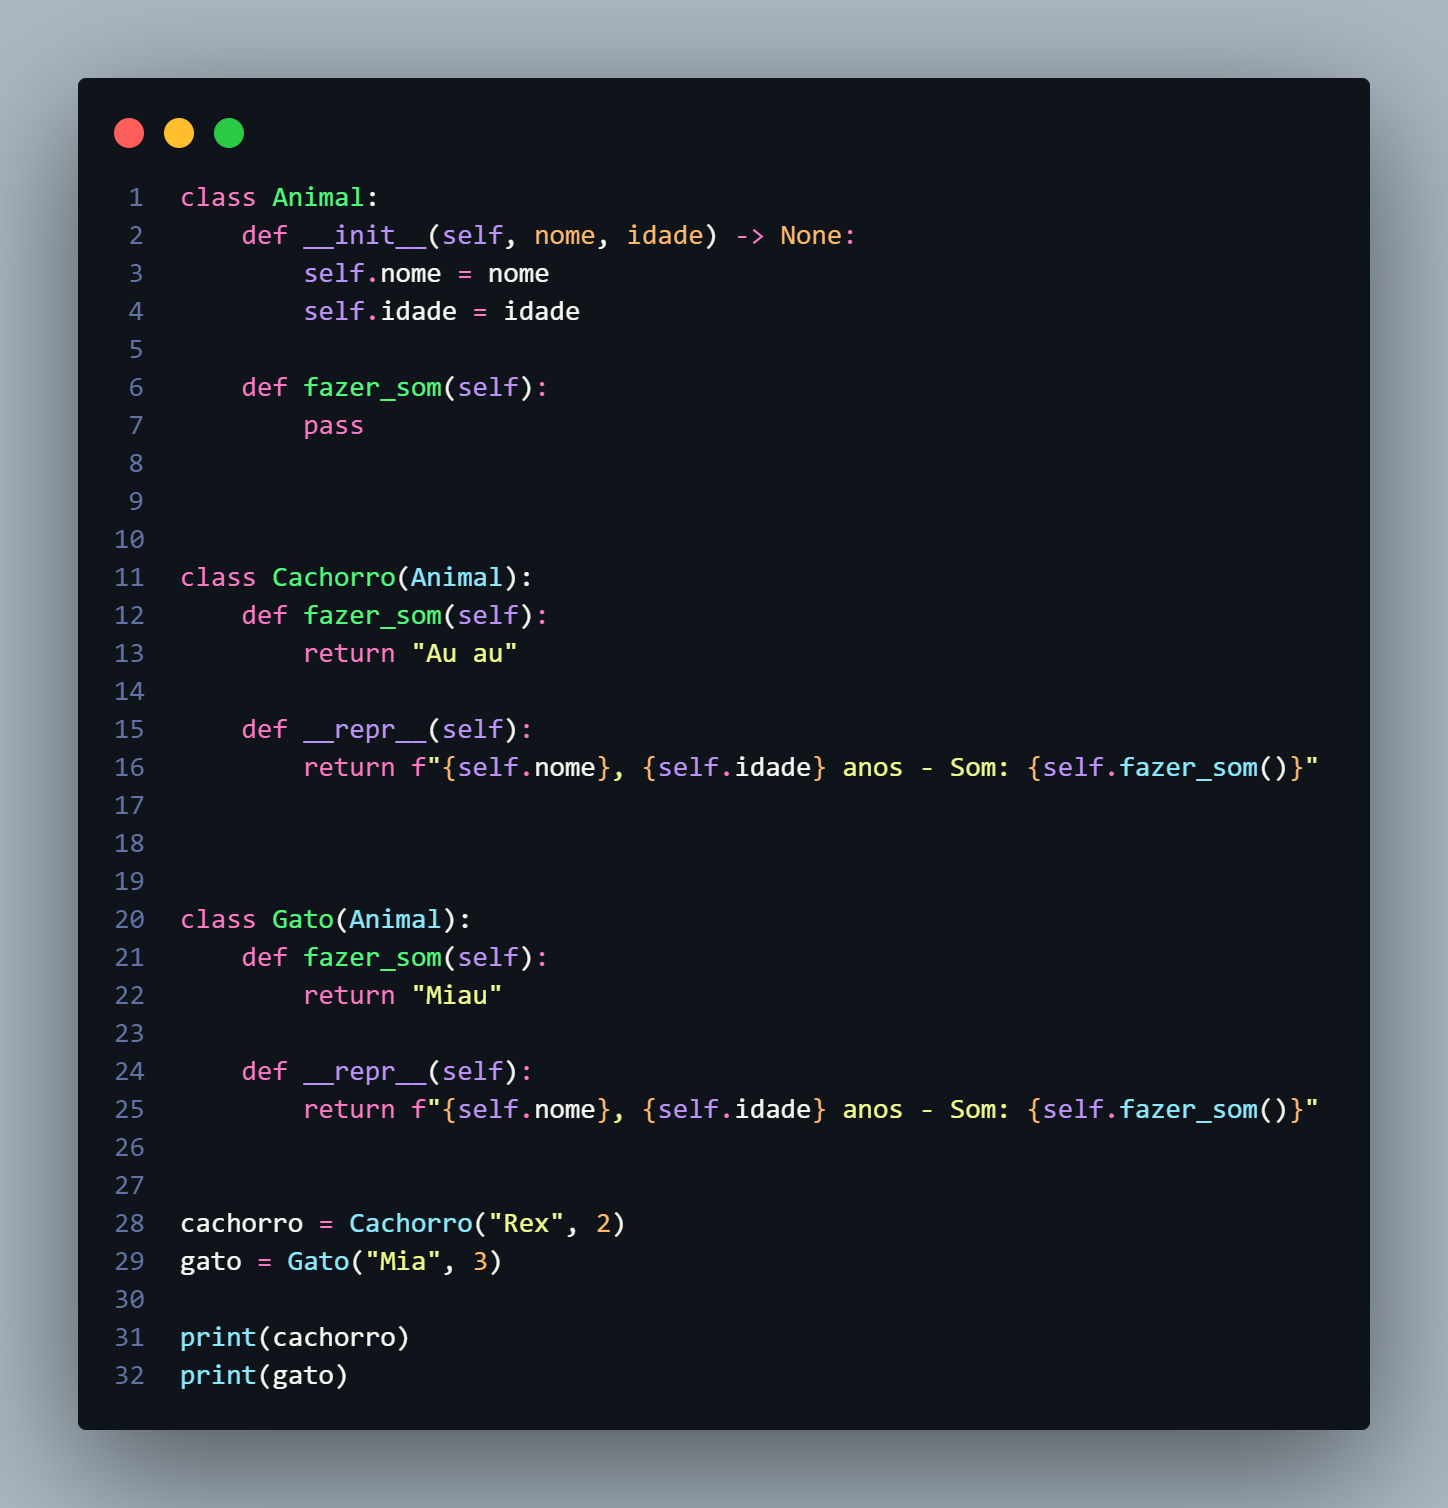 1 class Animal:
2     def __init__(self, nome, idade) -> None:
3         self.nome = nome
4         self.idade = idade
5
6     def fazer_som(self):
7         pass
8
9
10
11 class Cachorro(Animal):
12     def fazer_som(self):
13         return "Au au"
14
15     def __repr__(self):
16         return f"{self.nome}, {self.idade} anos - Som: {self.fazer_som()}"
17
18
19
20 class Gato(Animal):
21     def fazer_som(self):
22         return "Miau"
23
24     def __repr__(self):
25         return f"{self.nome}, {self.idade} anos - Som: {self.fazer_som()}"
26
27
28 cachorro = Cachorro("Rex", 2)
29 gato = Gato("Mia", 3)
30
31 print(cachorro)
32 print(gato)